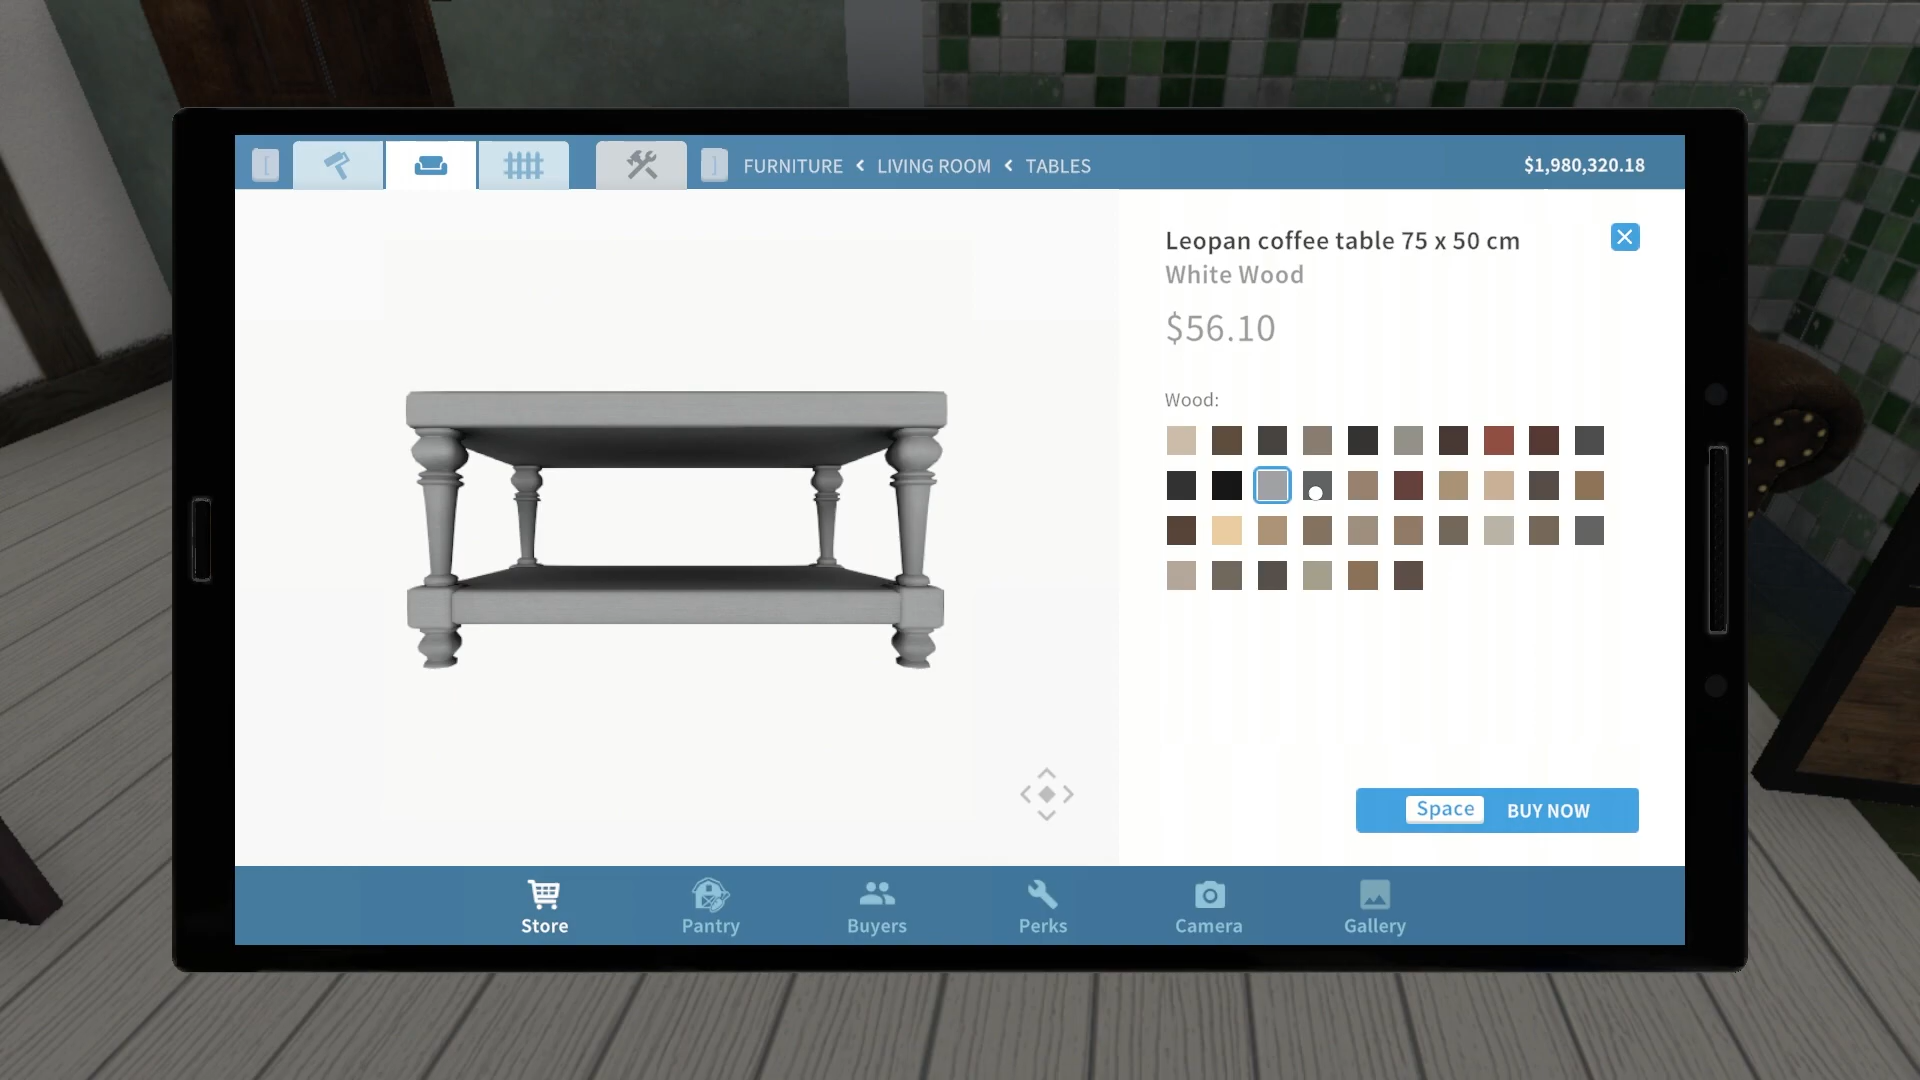 [
]
FURNITURE < LIVING ROOM < TABLES
$1,980,320.18
Leopan coffee table 75 x 50 cm
White Wood
$56.10
Wood:
Space BUY NOW
Store Pantry Buyers Perks Camera Gallery